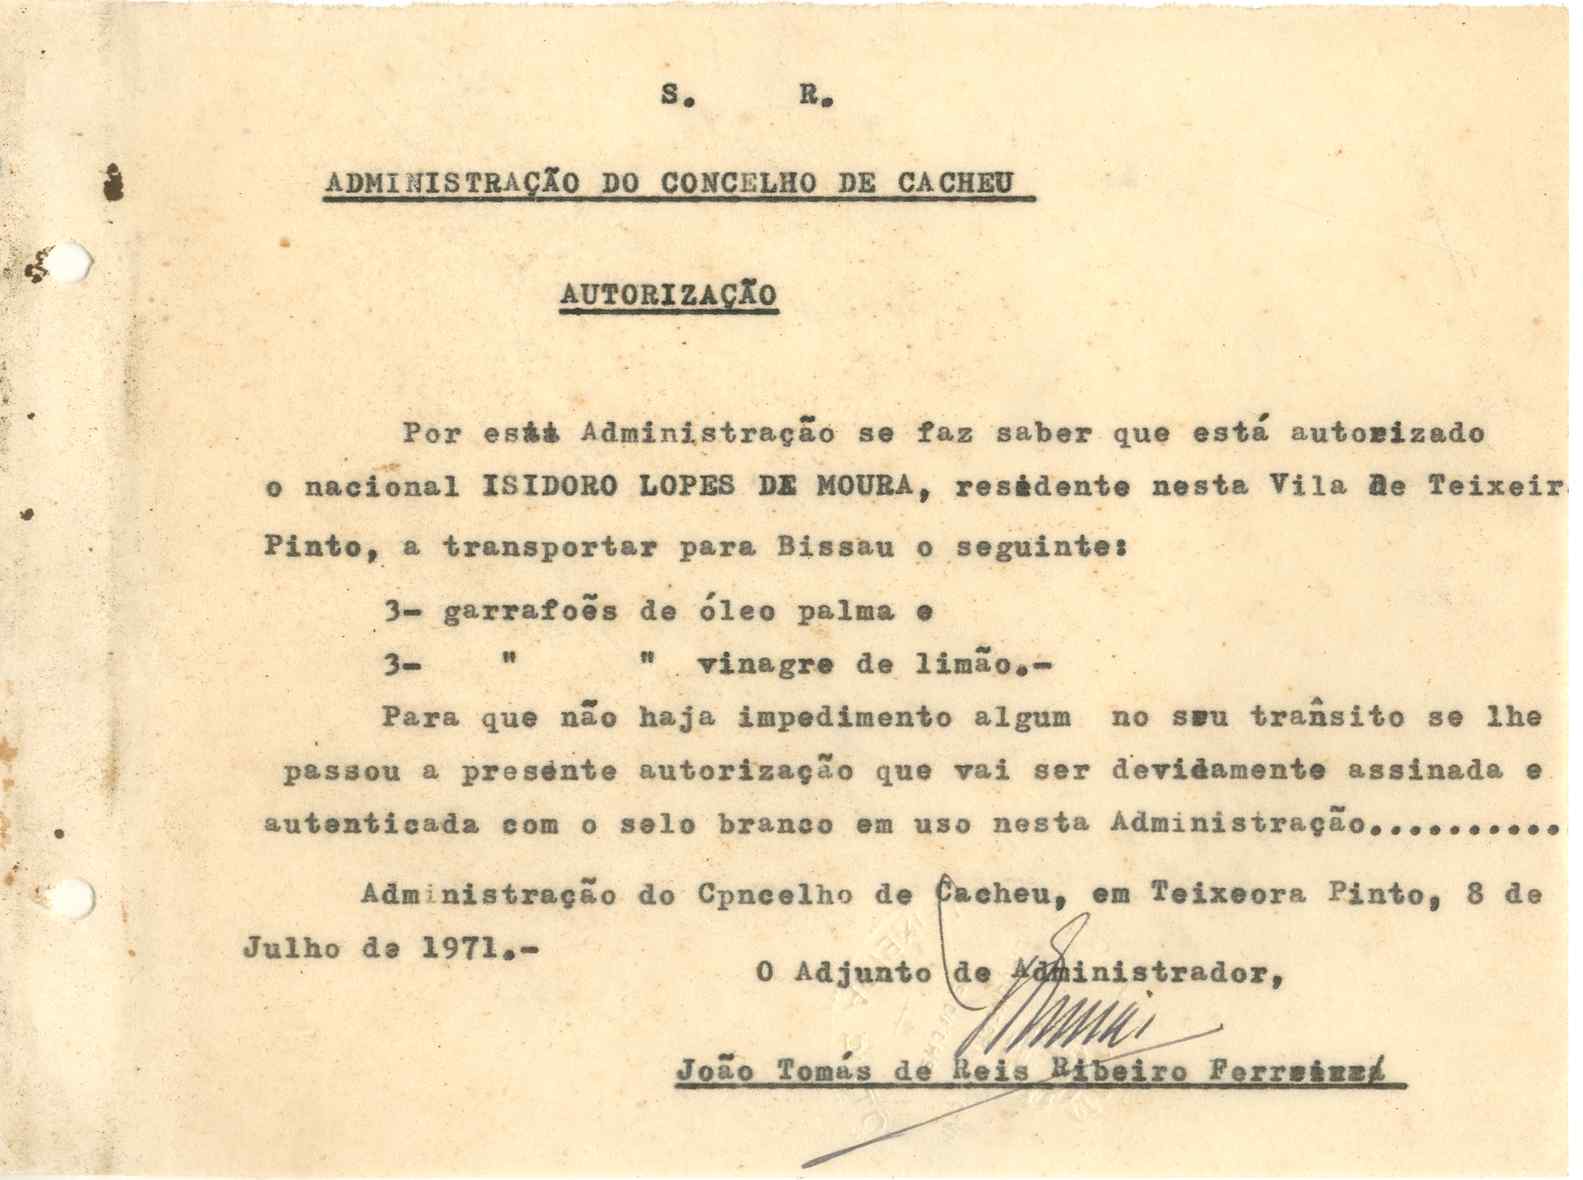 S. R.
ADMINISTRAÇÃO DO CONCELHO DE CACHEU
AUTORIZAÇÃO
Por esta Administração se faz saber que está autorizado
o nacional ISIDORO LOPES DE MOURA, residente nesta Vila de Teixeira
Pinto, a transportar para Bissau o seguinte:
3- garrafoẽs de óleo palma e
3- " " vinagre de limão.-
Para que não haja impedimento algum no seu trañsito se lhe
passou a presente autorização que vai ser devidamente assinada e
autenticada com o selo branco em uso nesta Administração..........
Administração do Cpncelho de Cacheu, em Teixeora Pinto, 8 de
Julho de 1971.-
O Adjunto de Administrador,
João Tomás de Reis Ribeiro